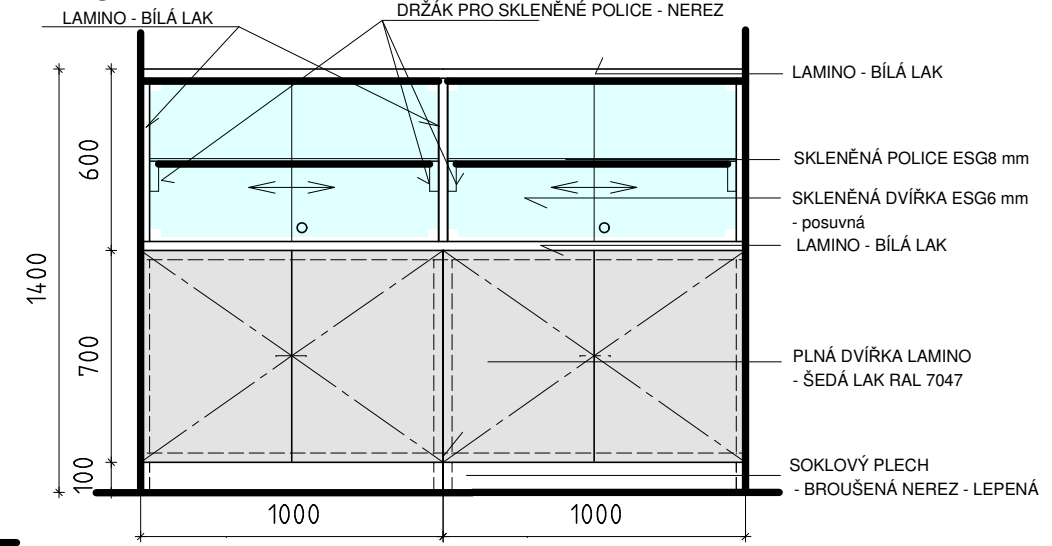 DRŽÁK PRO SKLENĚNÉ POLICE - NEREZ
LAMINO - BÍLÁ LAK
LAMINO - BÍLÁ LAK
600
SKLENĚNÁ POLICE ESG8 mm
SKLENĚNÁ DVÍŘKA ESG6 mm
- posuvná
LAMINO - BÍLÁ LAK
1400
700
PLNÁ DVÍŘKA LAMINO
- ŠEDÁ LAK RAL 7047
100
SOKLOVÝ PLECH
- BROUŠENÁ NEREZ - LEPENÁ
1000
1000